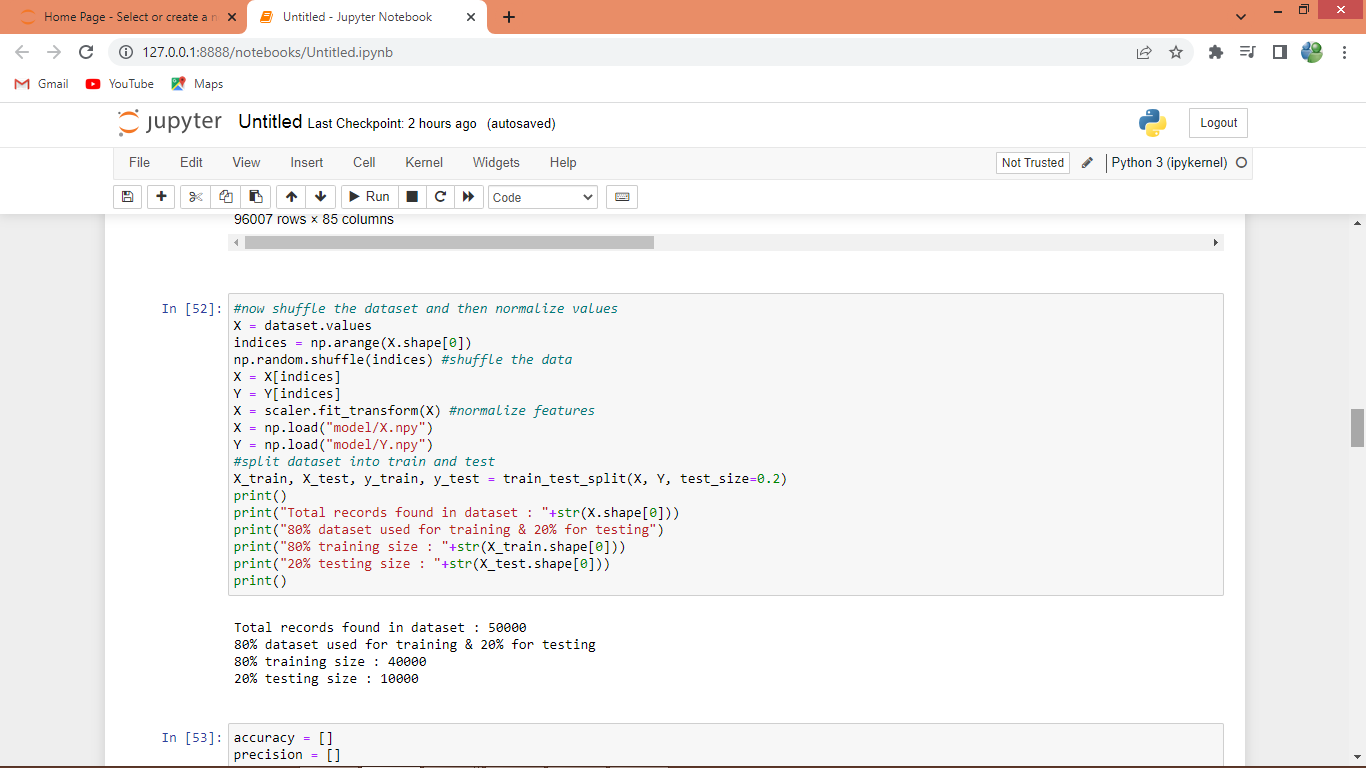 Home Page - Select or create a n
Untitled - Jupyter Notebook
127.0.0.1:8888/notebooks/Untitled.ipynb
Gmail YouTube Maps
jupyter Untitled Last Checkpoint: 2 hours ago (autosaved)
Logout
File Edit View Insert Cell Kernel Widgets Help
Not Trusted Python 3 (ipykernel)
Run Code
96007 rows × 85 columns
In [52]:
#now shuffle the dataset and then normalize values
X = dataset.values
indices = np.arange(X.shape[0])
np.random.shuffle(indices) #shuffle the data
X = X[indices]
Y = Y[indices]
X = scaler.fit_transform(X) #normalize features
X = np.load("model/X.npy")
Y = np.load("model/Y.npy")
#split dataset into train and test
X_train, X_test, y_train, y_test = train_test_split(X, Y, test_size=0.2)
print()
print("Total records found in dataset : "+str(X.shape[0]))
print("80% dataset used for training & 20% for testing")
print("80% training size : "+str(X_train.shape[0]))
print("20% testing size : "+str(X_test.shape[0]))
print()
Total records found in dataset : 50000
80% dataset used for training & 20% for testing
80% training size : 40000
20% testing size : 10000
In [53]:
accuracy = []
precision = []